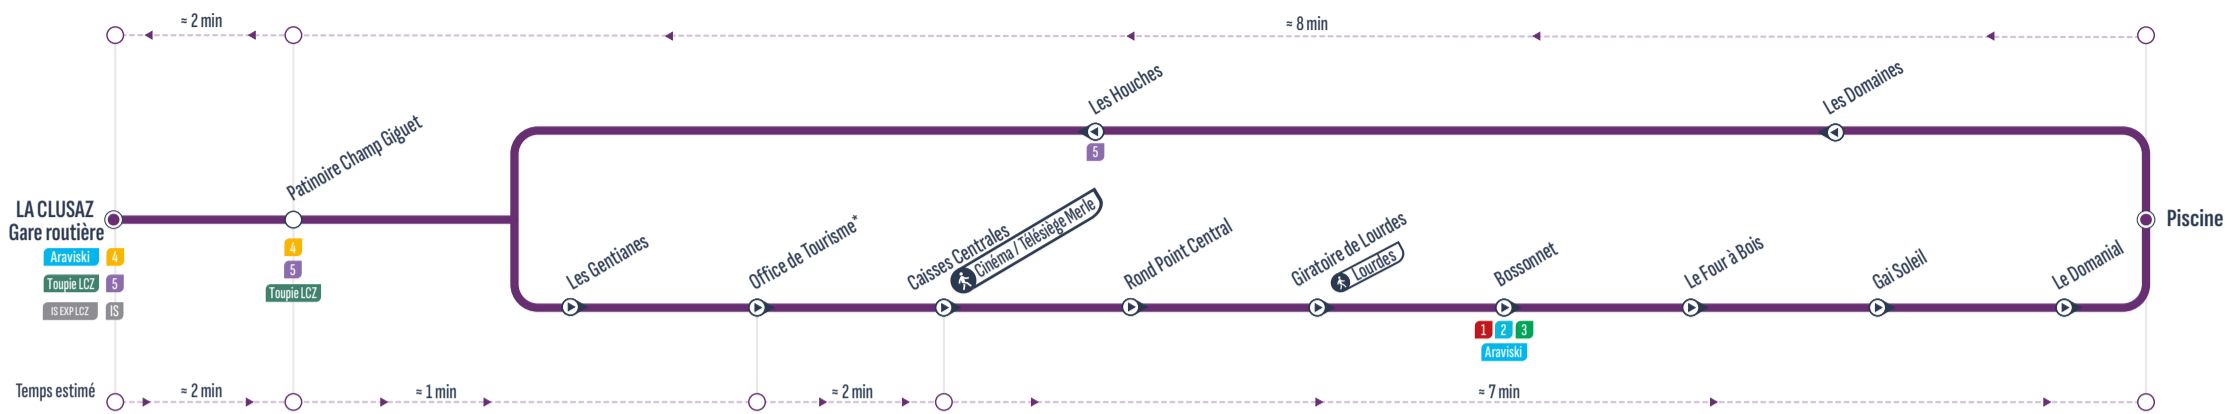 ≈ 2 min
≈ 8 min
Les Houches
5
Les Domaines
Patinoire Champ Giguet
4
5
Toupie LCZ
LA CLUSAZ
Gare routière
Araviski 4
Toupie LCZ 5
IS EXP LCZ IS
Piscine
Les Gentianes
Office de Tourisme*
Caisses Centrales
Cinéma / Télésiège Merle
Rond Point Central
Giratoire de Lourdes
Lourdes
Bossonnet
1 2 3
Araviski
Le Four à Bois
Gai Soleil
Le Domanial
Temps estimé
≈ 2 min
≈ 1 min
≈ 2 min
≈ 7 min